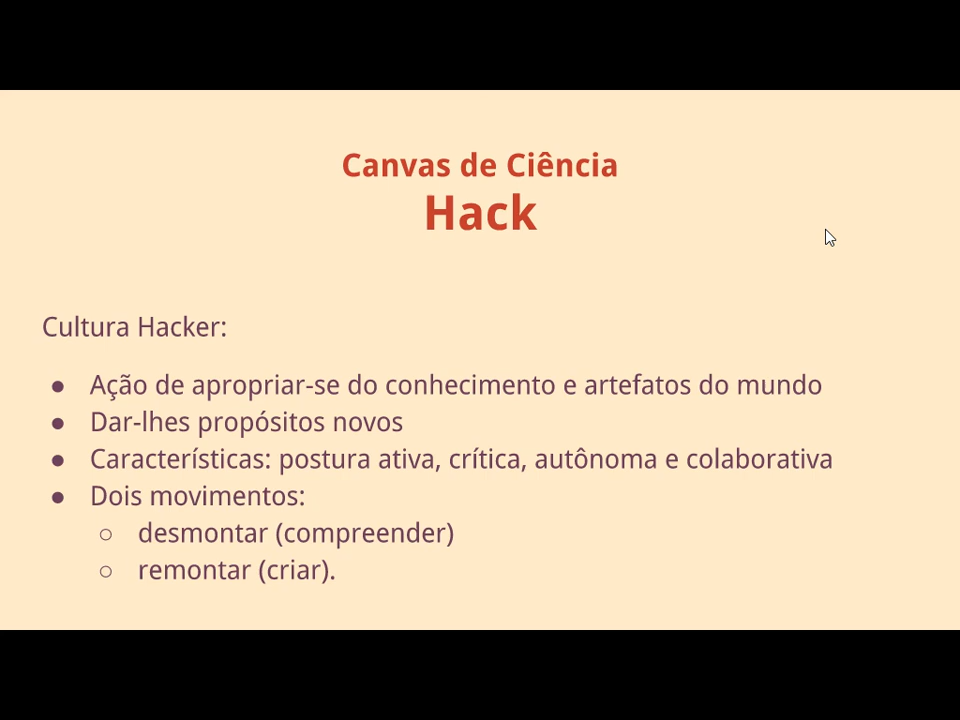 Canvas de Ciência
Hack
Cultura Hacker:
● Ação de apropriar-se do conhecimento e artefatos do mundo
● Dar-lhes propósitos novos
● Características: postura ativa, crítica, autônoma e colaborativa
● Dois movimentos:
○ desmontar (compreender)
○ remontar (criar).